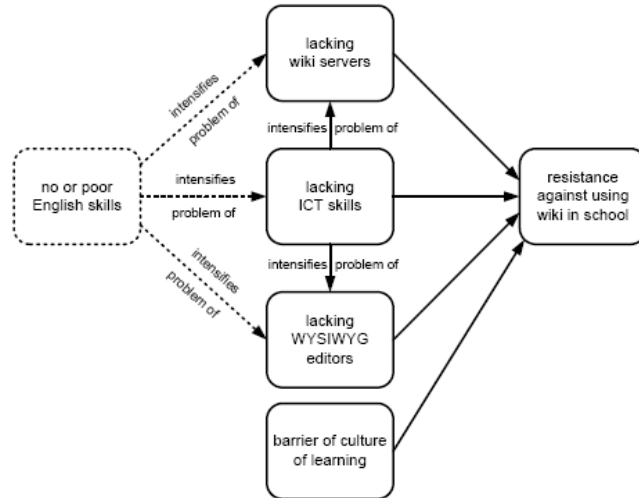 lacking
wiki servers
intensifies
problem of
intensifies problem of
no or poor
English skills
intensifies
problem of
lacking
ICT skills
resistance
against using
wiki in school
intensifies problem of
intensifies
problem of
lacking
WYSIWYG
editors
barrier of culture
of learning